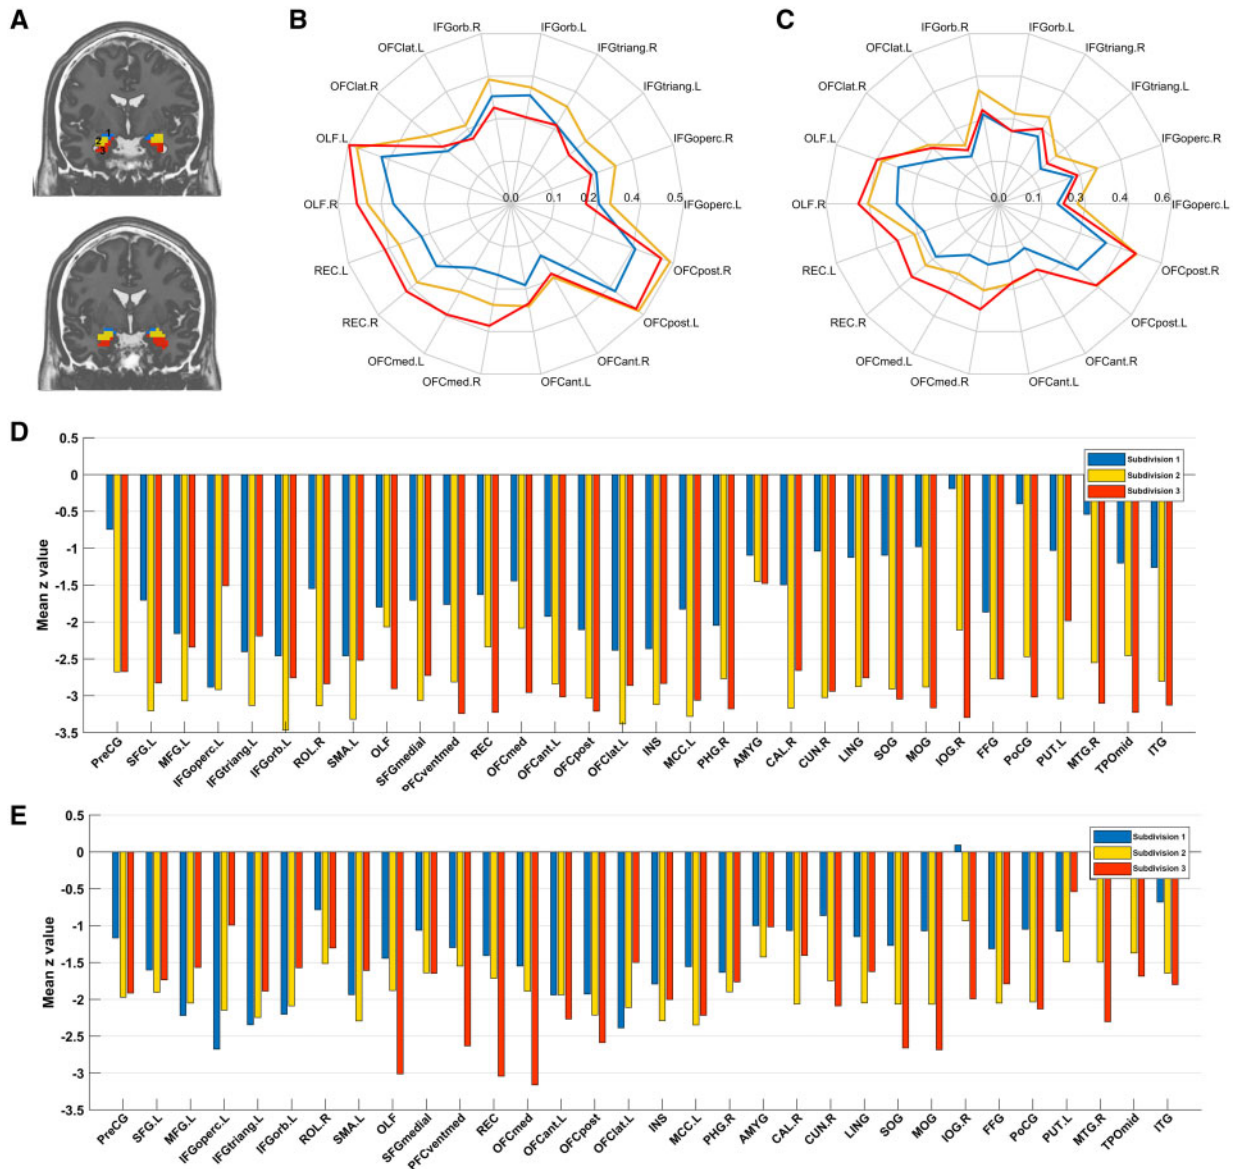 A
1
2
3
B
IFGorb.R
IFGorb.L
OFClat.L
IFGtriang.R
OFClat.R
IFGtriang.L
OLF.L
IFGoperc.R
OLF.R
0.0 0.1 0.2 0.4 0.5
IFGoperc.L
REC.L
OFCpost.R
REC.R
OFCpost.L
OFCmed.L
OFCant.R
OFCmed.R
OFCant.L
C
IFGorb.R
IFGorb.L
OFClat.L
IFGtriang.R
OFClat.R
IFGtriang.L
OLF.L
IFGoperc.R
OLF.R
0.0 0.1 0.3 0.4 0.6
IFGoperc.L
REC.L
OFCpost.R
REC.R
OFCpost.L
OFCmed.L
OFCant.R
OFCmed.R
OFCant.L
D
Mean z value
0.5
0
-0.5
-1
-1.5
-2
-2.5
-3
-3.5
Subdivision 1
Subdivision 2
Subdivision 3
PreCG SFG.L MFG.L IFGoperc.L IFGtriang.L IFGorb.L ROL.R SMA.L OLF SFGmedial PFCventmed REC OFCmed OFCant.L OFCpost OFClat.L INS MCC.L PHG.R AMYG CAL.R CUN.R LING SOG MOG IOG.R FFG PoCG PUT.L MTG.R TPOmid ITG
E
Mean z value
0.5
0
-0.5
-1
-1.5
-2
-2.5
-3
-3.5
Subdivision 1
Subdivision 2
Subdivision 3
PreCG SFG.L MFG.L IFGoperc.L IFGtriang.L IFGorb.L ROL.R SMA.L OLF SFGmedial PFCventmed REC OFCmed OFCant.L OFCpost OFClat.L INS MCC.L PHG.R AMYG CAL.R CUN.R LING SOG MOG IOG.R FFG PoCG PUT.L MTG.R TPOmid ITG